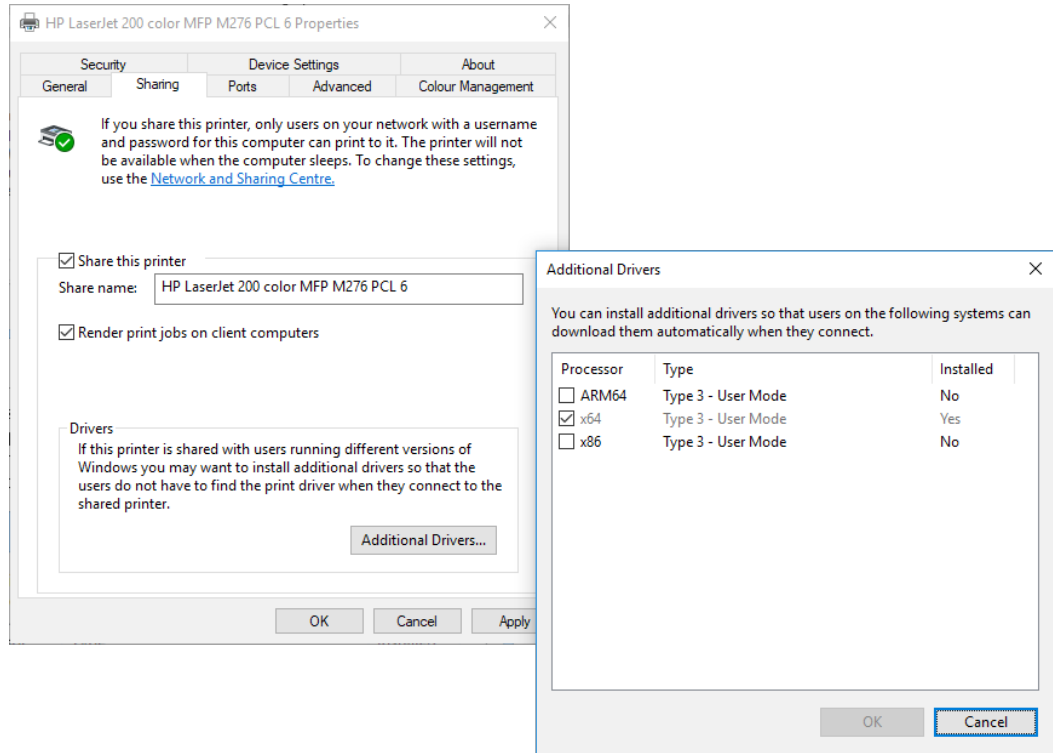 HP LaserJet 200 color MFP M276 PCL 6 Properties
Security Device Settings About
General Sharing Ports Advanced Colour Management
If you share this printer, only users on your network with a username
and password for this computer can print to it. The printer will not
be available when the computer sleeps. To change these settings,
use the Network and Sharing Centre.
Share this printer
Share name: HP LaserJet 200 color MFP M276 PCL 6
Render print jobs on client computers
Drivers
If this printer is shared with users running different versions of
Windows you may want to install additional drivers so that the
users do not have to find the print driver when they connect to the
shared printer.
Additional Drivers...
OK Cancel Apply
Additional Drivers
You can install additional drivers so that users on the following systems can
download them automatically when they connect.
Processor Type Installed
ARM64 Type 3 - User Mode No
x64 Type 3 - User Mode Yes
x86 Type 3 - User Mode No
OK Cancel